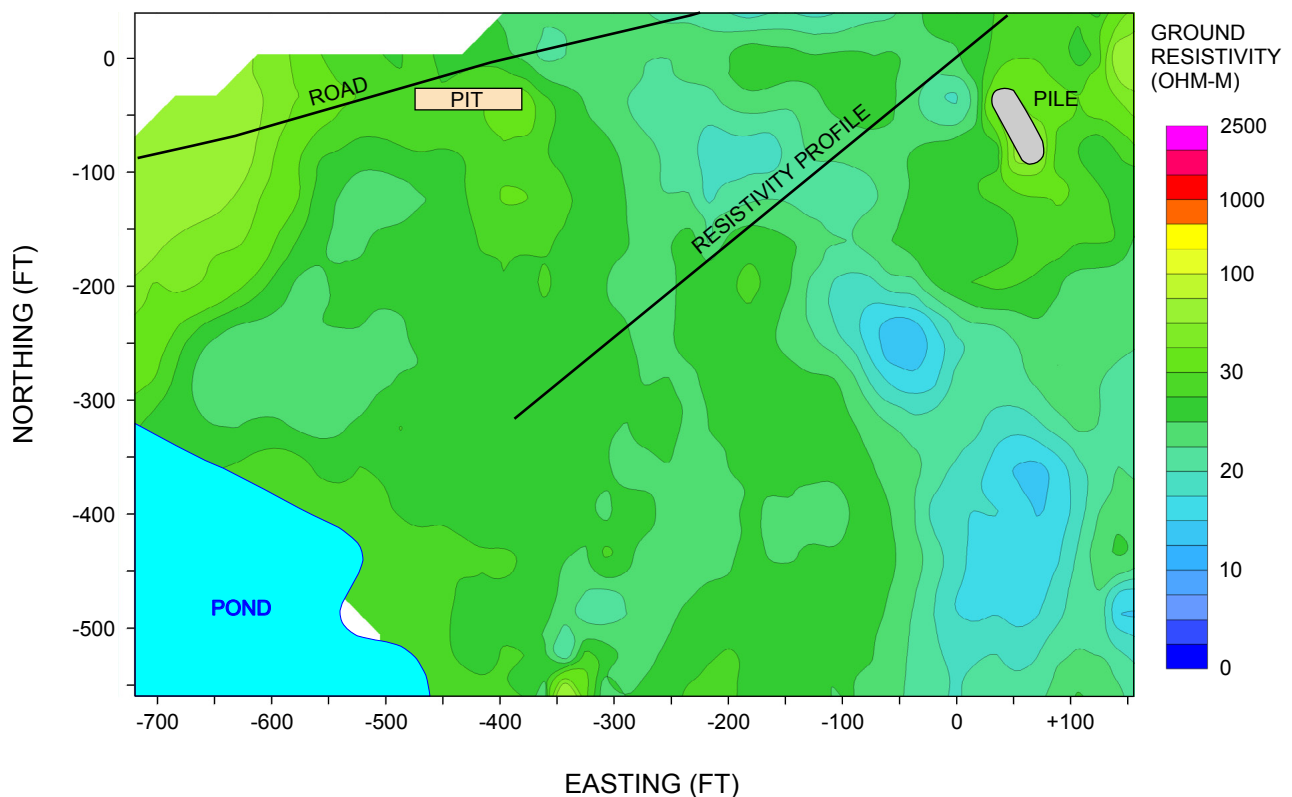 GROUND
RESISTIVITY
(OHM-M)
2500
1000
100
30
20
10
0
ROAD
PIT
PILE
RESISTIVITY PROFILE
POND
NORTHING (FT)
0
-100
-200
-300
-400
-500
-700 -600 -500 -400 -300 -200 -100 0 +100
EASTING (FT)